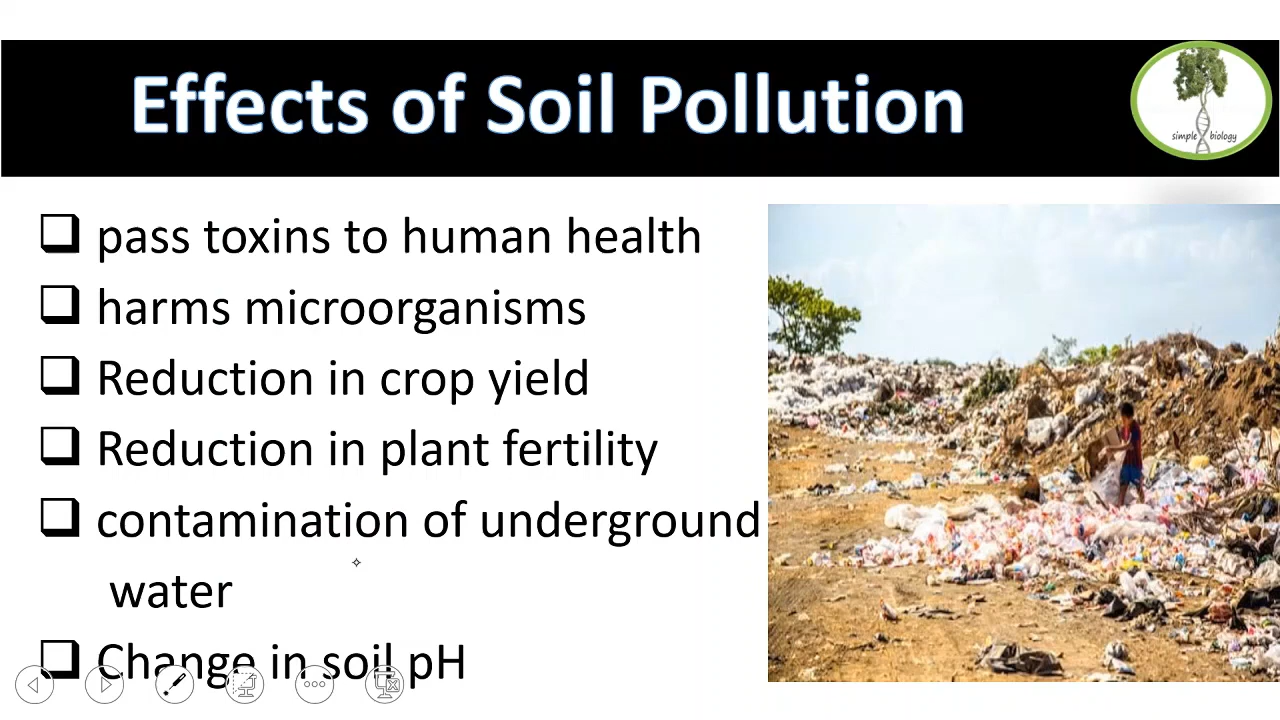 Effects of Soil Pollution
simple biology
pass toxins to human health
harms microorganisms
Reduction in crop yield
Reduction in plant fertility
contamination of underground
water
Change in soil pH